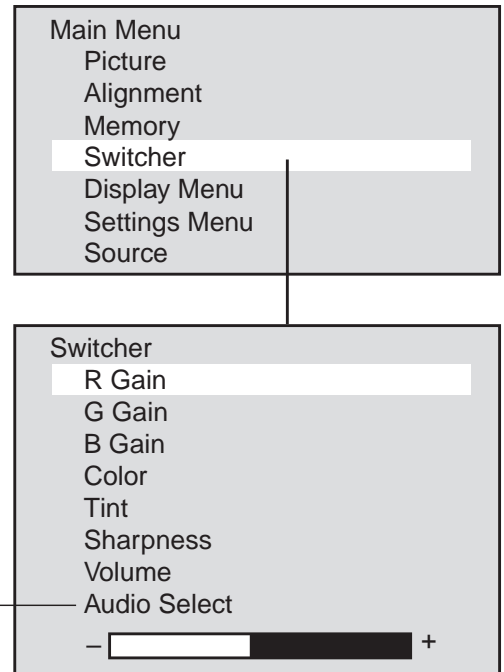 Main Menu
Picture
Alignment
Memory
Switcher
Display Menu
Settings Menu
Source
Switcher
R Gain
G Gain
B Gain
Color
Tint
Sharpness
Volume
Audio Select
– +